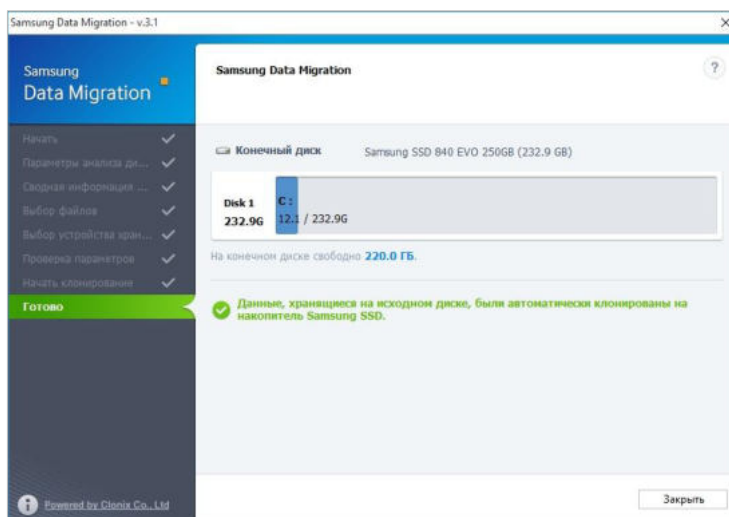 Samsung Data Migration - v.3.1
Samsung
Data Migration
Начать
Параметры анализа ди...
Сводная информация ...
Выбор файлов
Выбор устройства хран...
Проверка параметров
Начать клонирование
Готово
Powered by Clonix Co., Ltd
Samsung Data Migration
?
Конечный диск
Samsung SSD 840 EVO 250GB (232.9 GB)
Disk 1
232.9G
C :
12.1 / 232.9G
На конечном диске свободно 220.0 ГБ.
Данные, хранящиеся на исходном диске, были автоматически клонированы на
накопитель Samsung SSD.
Закрыть